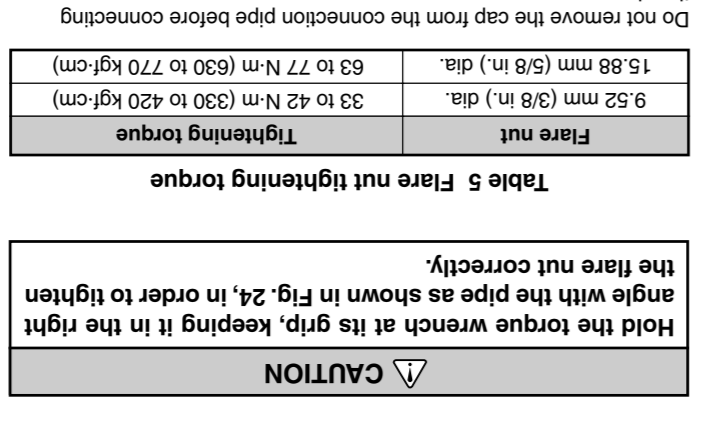 ⚠ CAUTION
Hold the torque wrench at its grip, keeping it in the right
angle with the pipe as shown in Fig. 24, in order to tighten
the flare nut correctly.
Table 5 Flare nut tightening torque
Flare nut Tightening torque
9.52 mm (3/8 in.) dia. 33 to 42 N·m (330 to 420 kgf·cm)
15.88 mm (5/8 in.) dia. 63 to 77 N·m (630 to 770 kgf·cm)
Do not remove the cap from the connection pipe before connecting